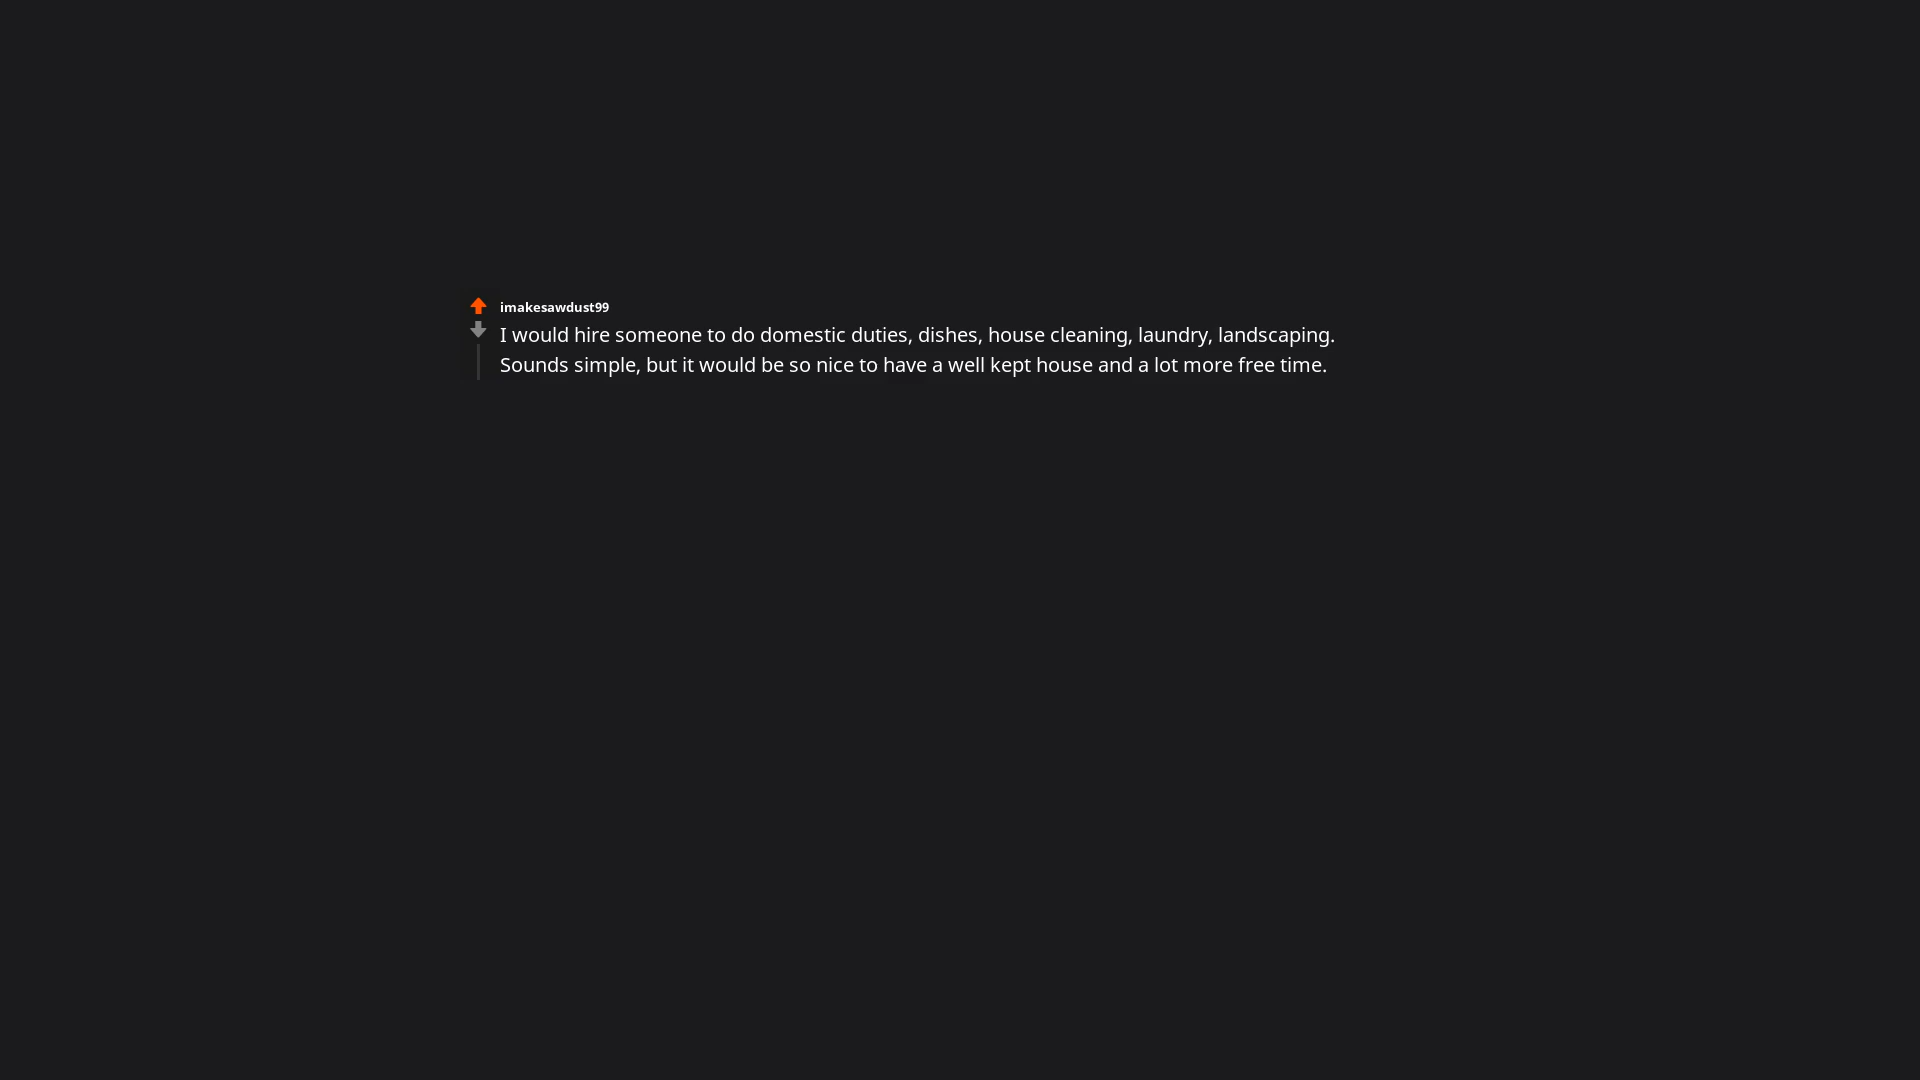 imakesawdust99
I would hire someone to do domestic duties, dishes, house cleaning, laundry, landscaping.
Sounds simple, but it would be so nice to have a well kept house and a lot more free time.